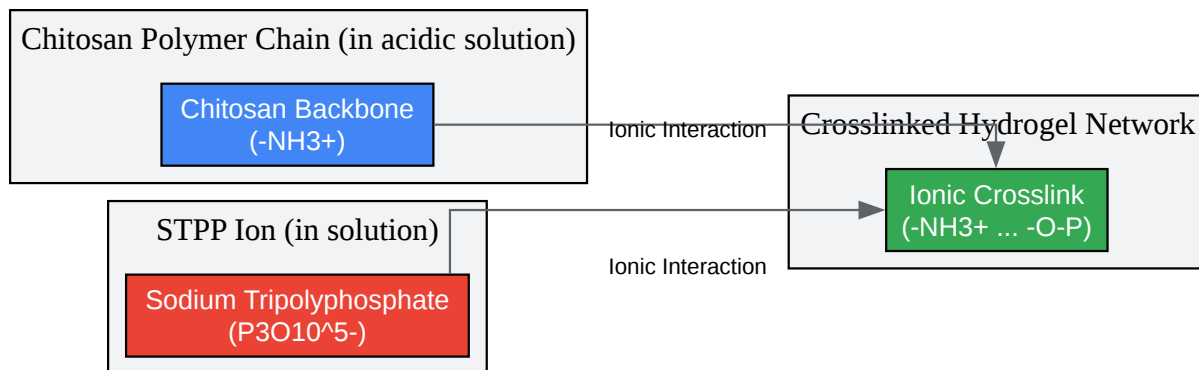 Chitosan Polymer Chain (in acidic solution)
Chitosan Backbone
(-NH3+)
Ionic Interaction
Crosslinked Hydrogel Network
Ionic Crosslink
(-NH3+ ... -O-P)
STPP Ion (in solution)
Ionic Interaction
Sodium Tripolyphosphate
(P3O10^5-)